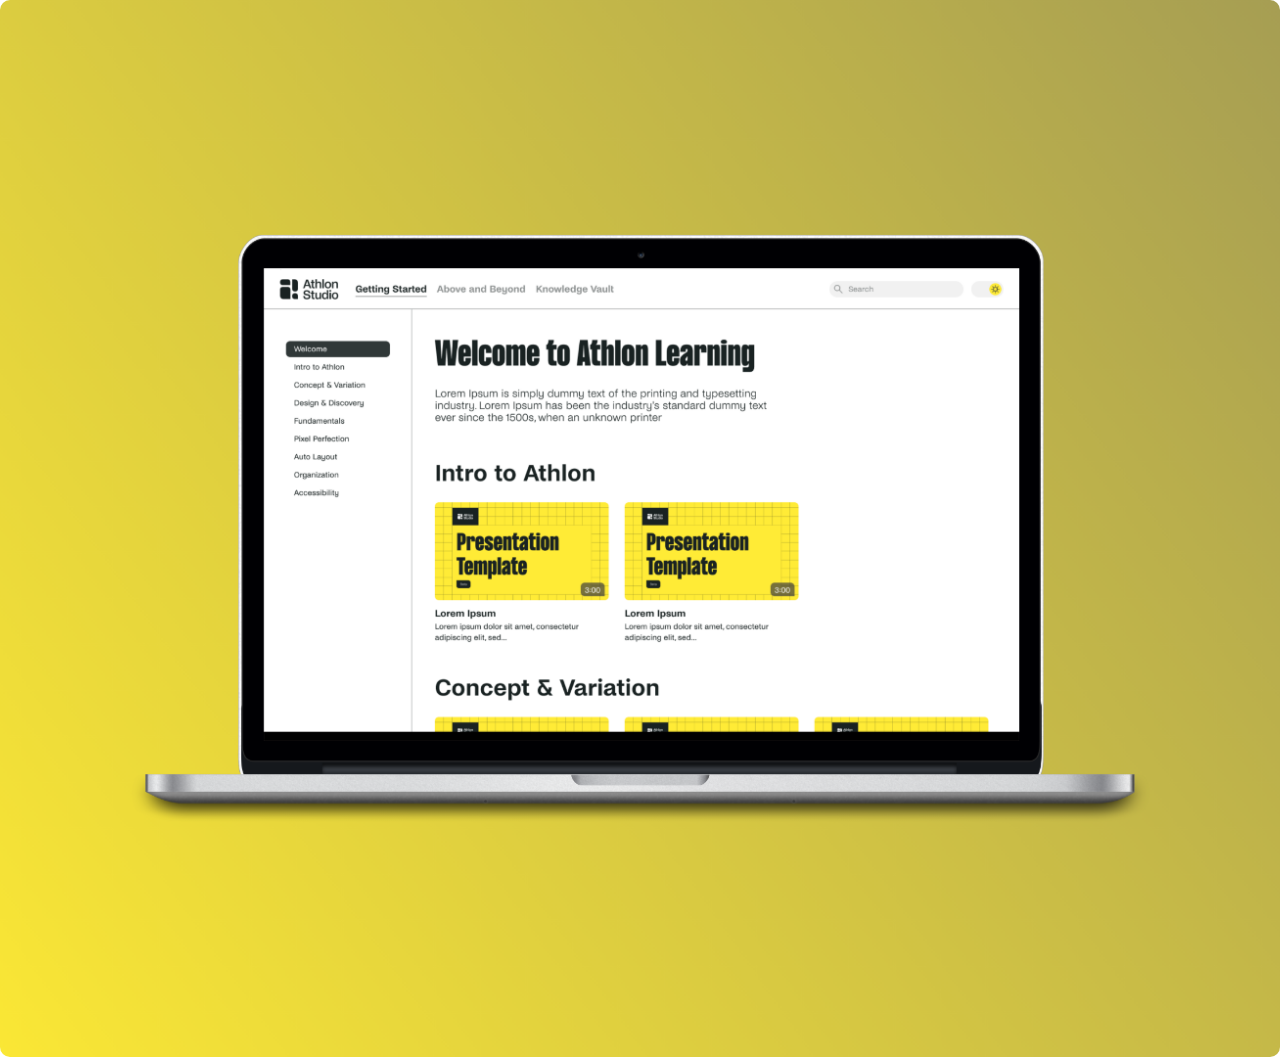 Athlon
Studio
Getting Started
Above and Beyond
Knowledge Vault
Search
Welcome
Intro to Athlon
Concept & Variation
Design & Discovery
Fundamentals
Pixel Perfection
Auto Layout
Organization
Accessibility
Welcome to Athlon Learning
Lorem Ipsum is simply dummy text of the printing and typesetting
industry. Lorem Ipsum has been the industry's standard dummy text
ever since the 1500s, when an unknown printer
Intro to Athlon
Athlon
Studio
Presentation
Template
3:00
Lorem Ipsum
Lorem ipsum dolor sit amet, consectetur
adipiscing elit, sed...
Athlon
Studio
Presentation
Template
3:00
Lorem Ipsum
Lorem ipsum dolor sit amet, consectetur
adipiscing elit, sed...
Concept & Variation